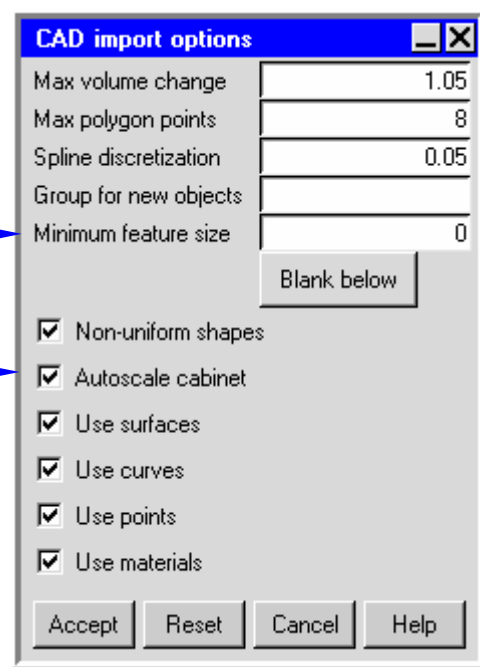 CAD import options
Max volume change 1.05
Max polygon points 8
Spline discretization 0.05
Group for new objects
Minimum feature size 0
Blank below
Non-uniform shapes
Autoscale cabinet
Use surfaces
Use curves
Use points
Use materials
Accept Reset Cancel Help